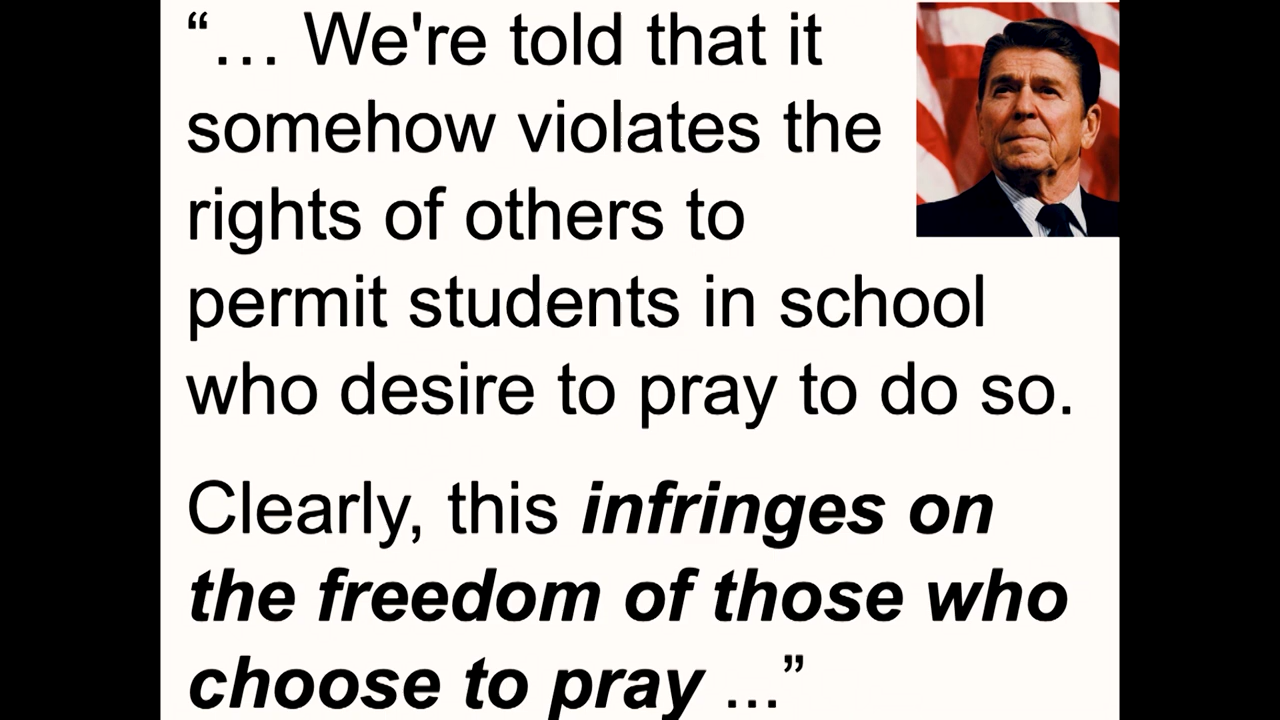 “… We're told that it
somehow violates the
rights of others to
permit students in school
who desire to pray to do so.
Clearly, this infringes on
the freedom of those who
choose to pray ...”